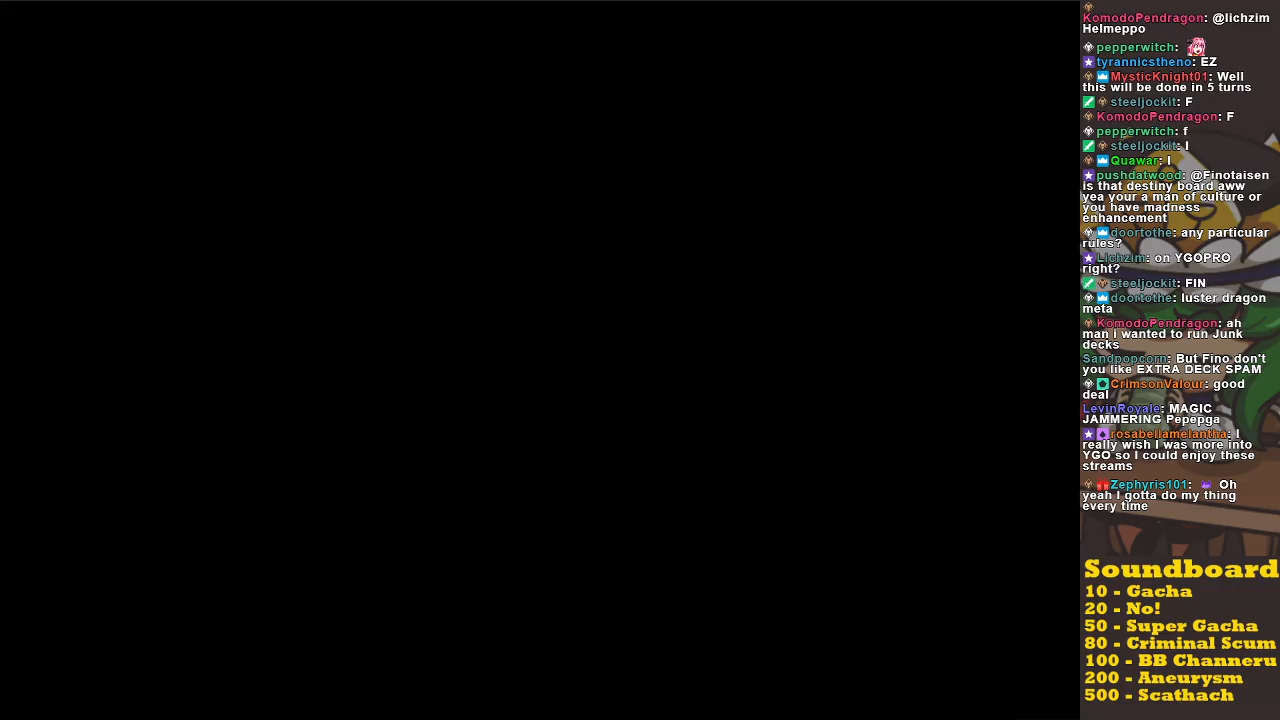 KomodoPendragon: @lichzim
Helmeppo
pepperwitch:
tyrannicstheno: EZ
MysticKnight01: Well
this will be done in 5 turns
steeljockit: F
KomodoPendragon: F
pepperwitch: f
steeljockit: I
Quawar: I
pushdatwood: @Finotaisen
is that destiny board aww
yea your a man of culture or
you have madness
enhancement
doortothe: any particular
rules?
Lichzim: on YGOPRO
right?
steeljockit: FIN
doortothe: luster dragon
meta
KomodoPendragon: ah
man i wanted to run Junk
decks
Sandpopcorn: But Fino don't
you like EXTRA DECK SPAM
CrimsonValour: good
deal
LevinRoyale: MAGIC
JAMMERING Pepepga
rosabellamelantha: I
really wish I was more into
YGO so I could enjoy these
streams
Zephyris101: Oh
yeah I gotta do my thing
every time
Soundboard
10 - Gacha
20 - No!
50 - Super Gacha
80 - Criminal Scum
100 - BB Channeru
200 - Aneurysm
500 - Scathach